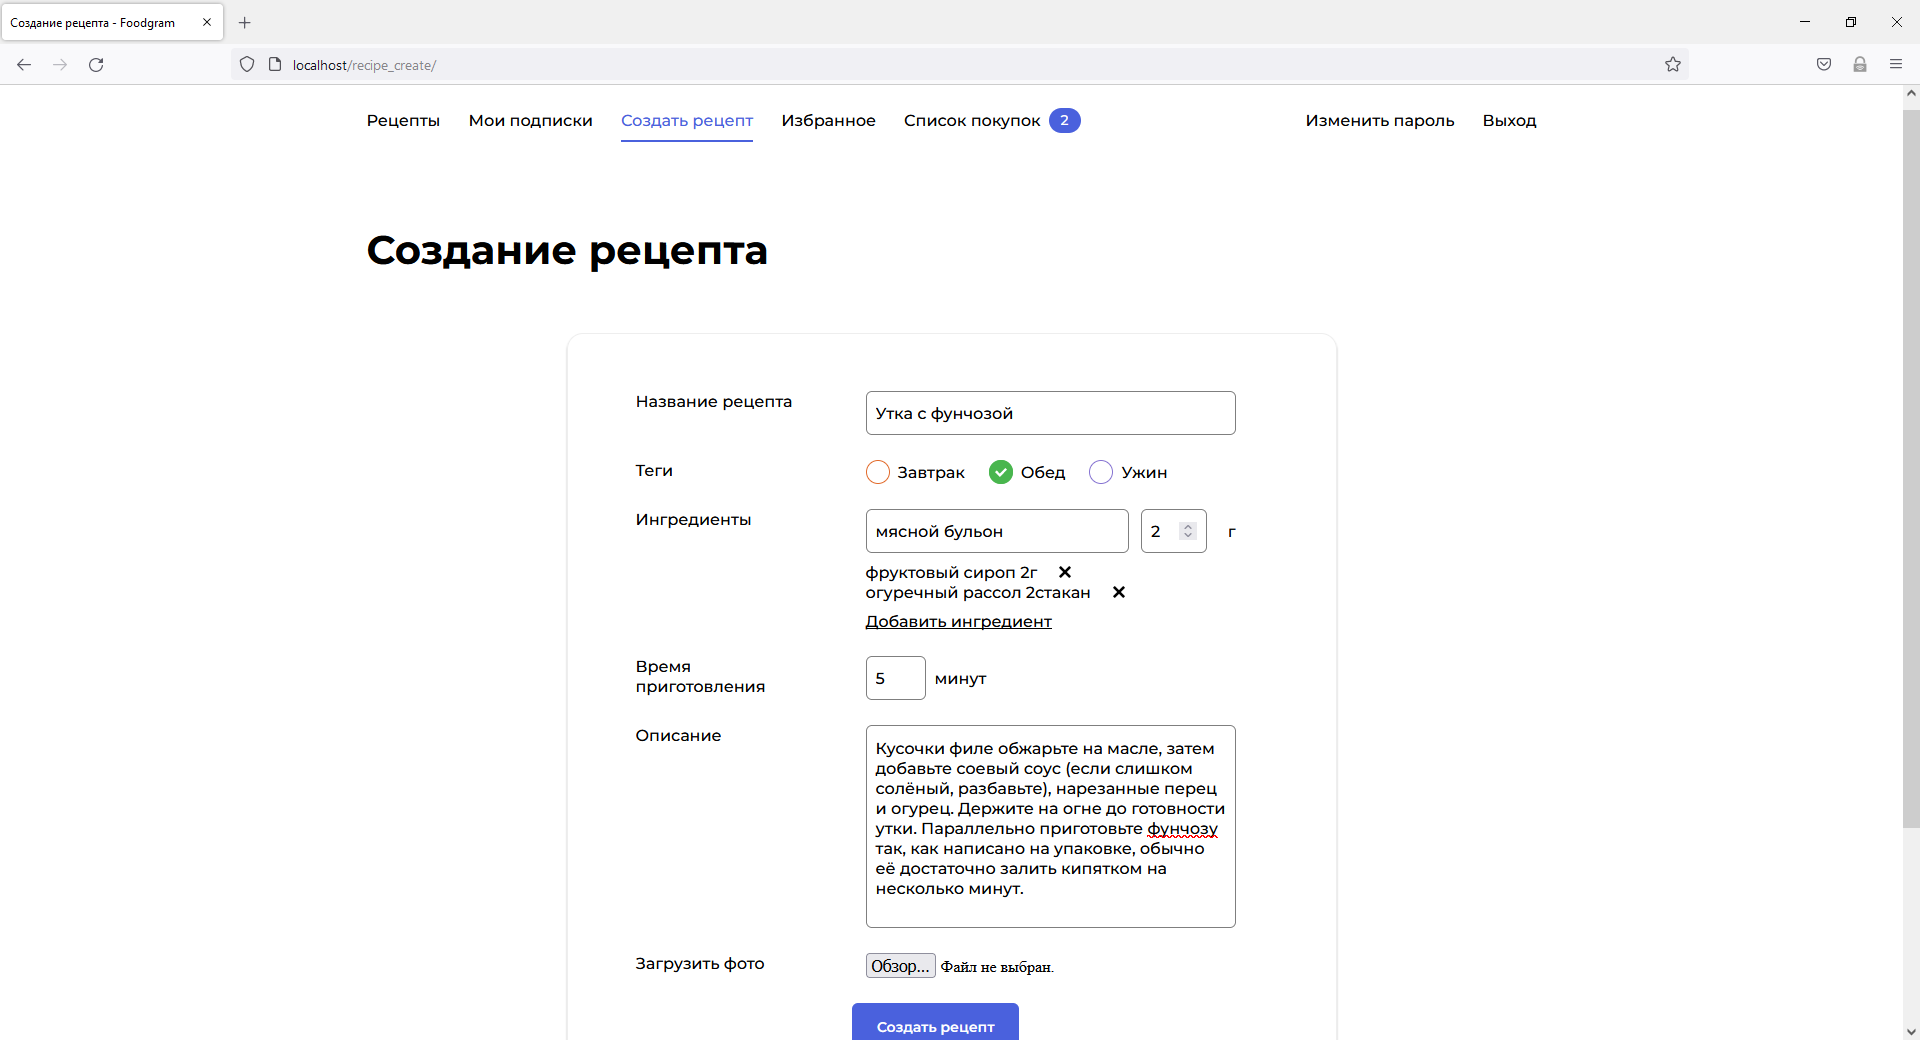 Создание рецепта - Foodgram
localhost/recipe_create/
Рецепты Мои подписки Создать рецепт Избранное Список покупок 2 Изменить пароль Выход
Создание рецепта
Название рецепта Утка с фунчозой
Теги Завтрак Обед Ужин
Ингредиенты мясной бульон 2 г
фруктовый сироп 2г
огуречный рассол 2стакан
Добавить ингредиент
Время
приготовления
5 минут
Описание
Кусочки филе обжарьте на масле, затем
добавьте соевый соус (если слишком
солёный, разбавьте), нарезанные перец
и огурец. Держите на огне до готовности
утки. Параллельно приготовьте фунчозу
так, как написано на упаковке, обычно
её достаточно залить кипятком на
несколько минут.
Загрузить фото Обзор... Файл не выбран.
Создать рецепт